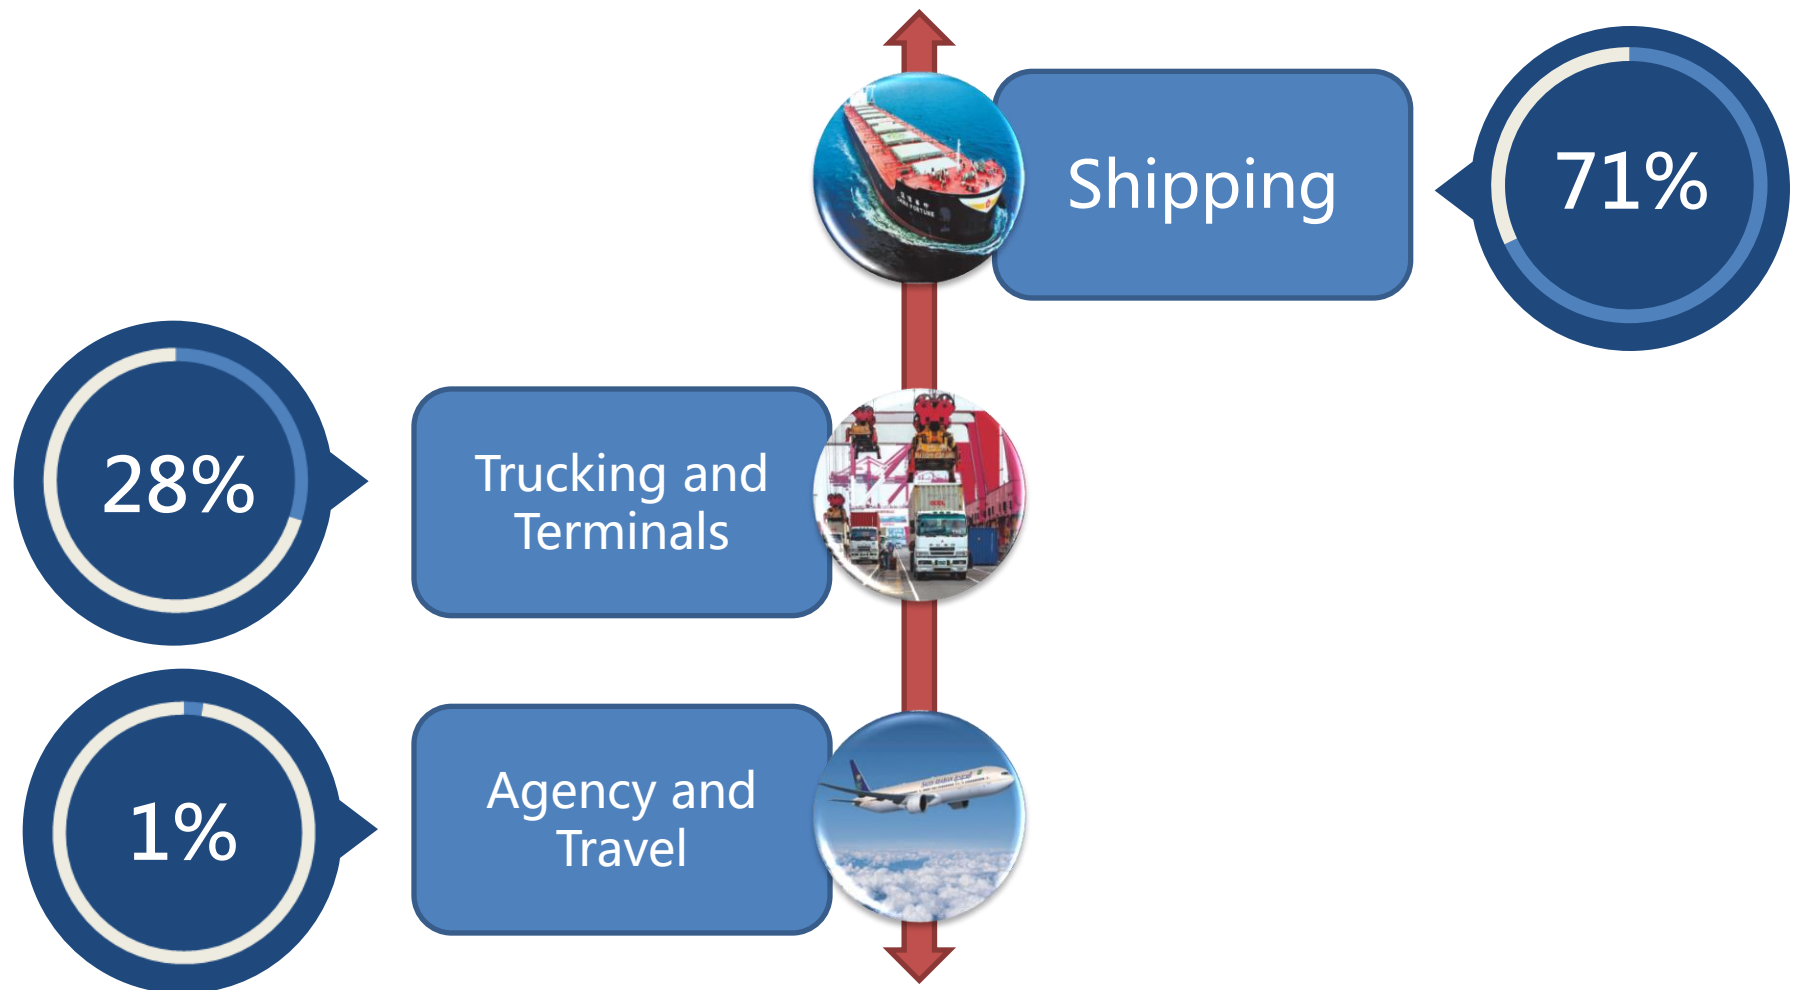 Shipping
71%
28%
Trucking and
Terminals
1%
Agency and
Travel